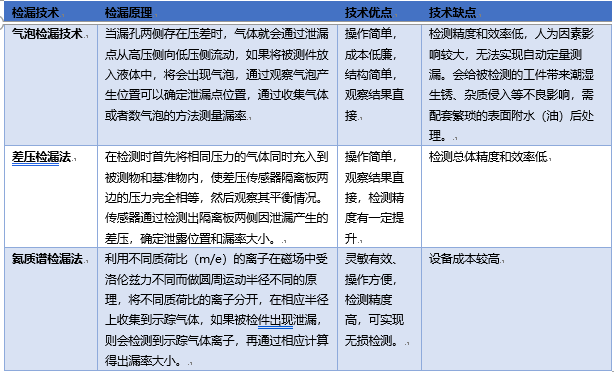 检漏技术 检漏原理 技术优点 技术缺点
气泡检漏技术
当漏孔两侧存在压差时，气体就会通过泄漏
点从高压侧向低压侧流动，如果将被测件放
入液体中，将会出现气泡，通过观察气泡产
生位置可以确定泄漏点位置，通过收集气体
或者数气泡的方法测量漏率
操作简单，
成本低廉，
结构简单，
观察结果直
接
检测精度和效率低，人为因素影
响较大，无法实现自动定量测
漏。会给被检测的工件带来潮湿
生锈、杂质侵入等不良影响，需
配套繁琐的表面附水（油）后处
理。
差压检漏法
在检测时首先将相同压力的气体同时充入到
被测物和基准物内，使差压传感器隔离板两
边的压力完全相等，然后观察其平衡情况。
传感器通过检测出隔离板两侧因泄漏产生的
差压，确定泄露位置和漏率大小。
操作简单，
观察结果直
接，检测精
度有一定提
升
检测总体精度和效率低。
氦质谱检漏法
利用不同质荷比（m/e）的离子在磁场中受
洛伦兹力不同而做圆周运动半径不同的原
理，将不同质荷比的离子分开，在相应半径
上收集到示踪气体，如果被检件出现泄漏，
则会检测到示踪气体离子，再通过相应计算
得出漏率大小。
灵敏有效、
操作方便，
检测精度
高，可实现
无损检测。
设备成本较高